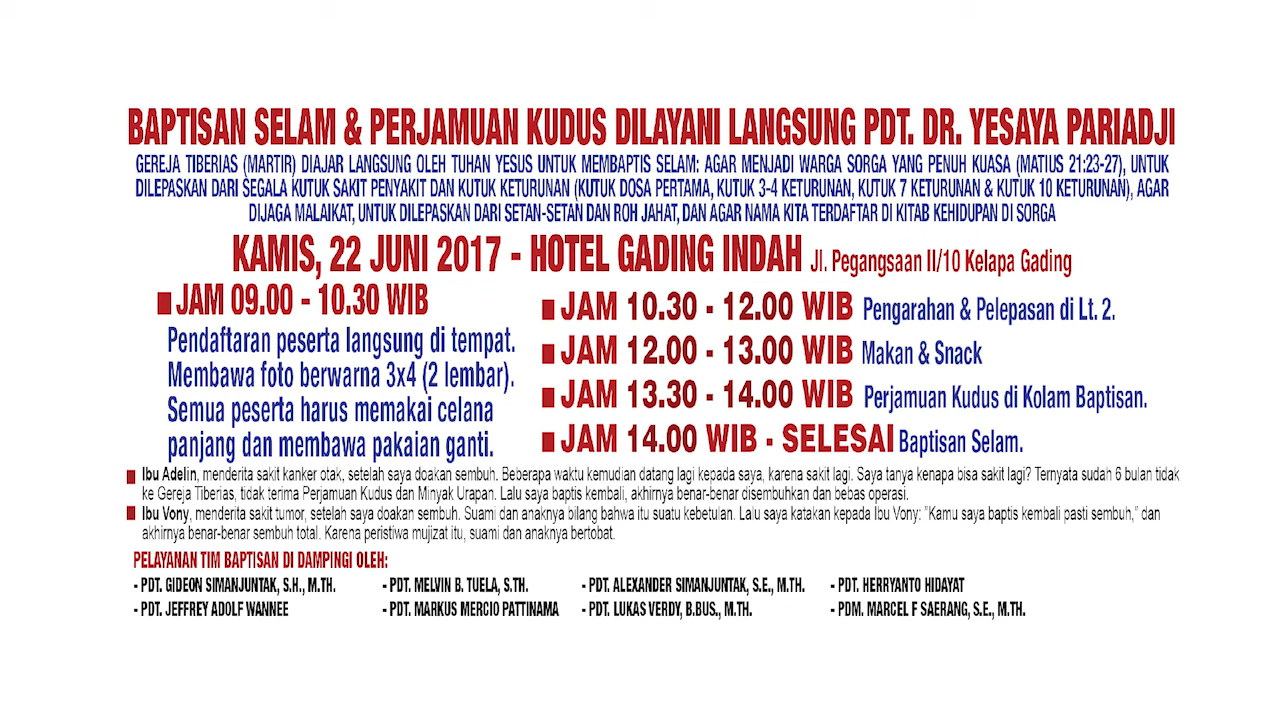 BAPTISAN SELAM & PERJAMUAN KUDUS DILAYANI LANGSUNG PDT. DR. YESAYA PARIADJI
GEREJA TIBERIAS (MARTIR) DIAJAR LANGSUNG OLEH TUHAN YESUS UNTUK MEMBAPTIS SELAM: AGAR MENJADI WARGA SORGA YANG PENUH KUASA (MATIUS 21:23-27), UNTUK
DILEPASKAN DARI SEGALA KUTUK SAKIT PENYAKIT DAN KUTUK KETURUNAN (KUTUK DOSA PERTAMA, KUTUK 3-4 KETURUNAN, KUTUK 7 KETURUNAN & KUTUK 10 KETURUNAN), AGAR
DIJAGA MALAIKAT, UNTUK DILEPASKAN DARI SETAN-SETAN DAN ROH JAHAT, DAN AGAR NAMA KITA TERDAFTAR DI KITAB KEHIDUPAN DI SORGA
KAMIS, 22 JUNI 2017 - HOTEL GADING INDAH Jl. Pegangsaan II/10 Kelapa Gading
JAM 09.00 - 10.30 WIB
Pendaftaran peserta langsung di tempat.
Membawa foto berwarna 3x4 (2 lembar).
Semua peserta harus memakai celana
panjang dan membawa pakaian ganti.
JAM 10.30 - 12.00 WIB Pengarahan & Pelepasan di Lt. 2.
JAM 12.00 - 13.00 WIB Makan & Snack
JAM 13.30 - 14.00 WIB Perjamuan Kudus di Kolam Baptisan.
JAM 14.00 WIB - SELESAI Baptisan Selam.
Ibu Adelin, menderita sakit kanker otak, setelah saya doakan sembuh. Beberapa waktu kemudian datang lagi kepada saya, karena sakit lagi. Saya tanya kenapa bisa sakit lagi? Ternyata sudah 6 bulan tidak
ke Gereja Tiberias, tidak terima Perjamuan Kudus dan Minyak Urapan. Lalu saya baptis kembali, akhirnya benar-benar disembuhkan dan bebas operasi.
Ibu Vony, menderita sakit tumor, setelah saya doakan sembuh. Suami dan anaknya bilang bahwa itu suatu kebetulan. Lalu saya katakan kepada Ibu Vony: "Kamu saya baptis kembali pasti sembuh," dan
akhirnya benar-benar sembuh total. Karena peristiwa mujizat itu, suami dan anaknya bertobat.
PELAYANAN TIM BAPTISAN DI DAMPINGI OLEH:
- PDT. GIDEON SIMANJUNTAK, S.H., M.TH. - PDT. MELVIN B. TUELA, S.TH. - PDT. ALEXANDER SIMANJUNTAK, S.E., M.TH. - PDT. HERRYANTO HIDAYAT
- PDT. JEFFREY ADOLF WANNEE - PDT. MARKUS MERCIO PATTINAMA - PDT. LUKAS VERDY, B.BUS., M.TH. - PDM. MARCEL F SAERANG, S.E., M.TH.